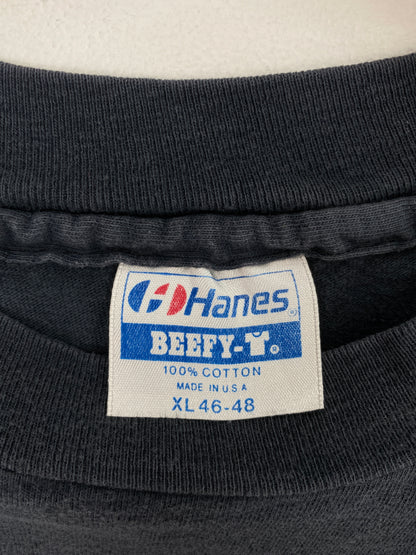 Hanes®
BEEFY-T®
100% COTTON
MADE IN U.S.A
XL 46-48